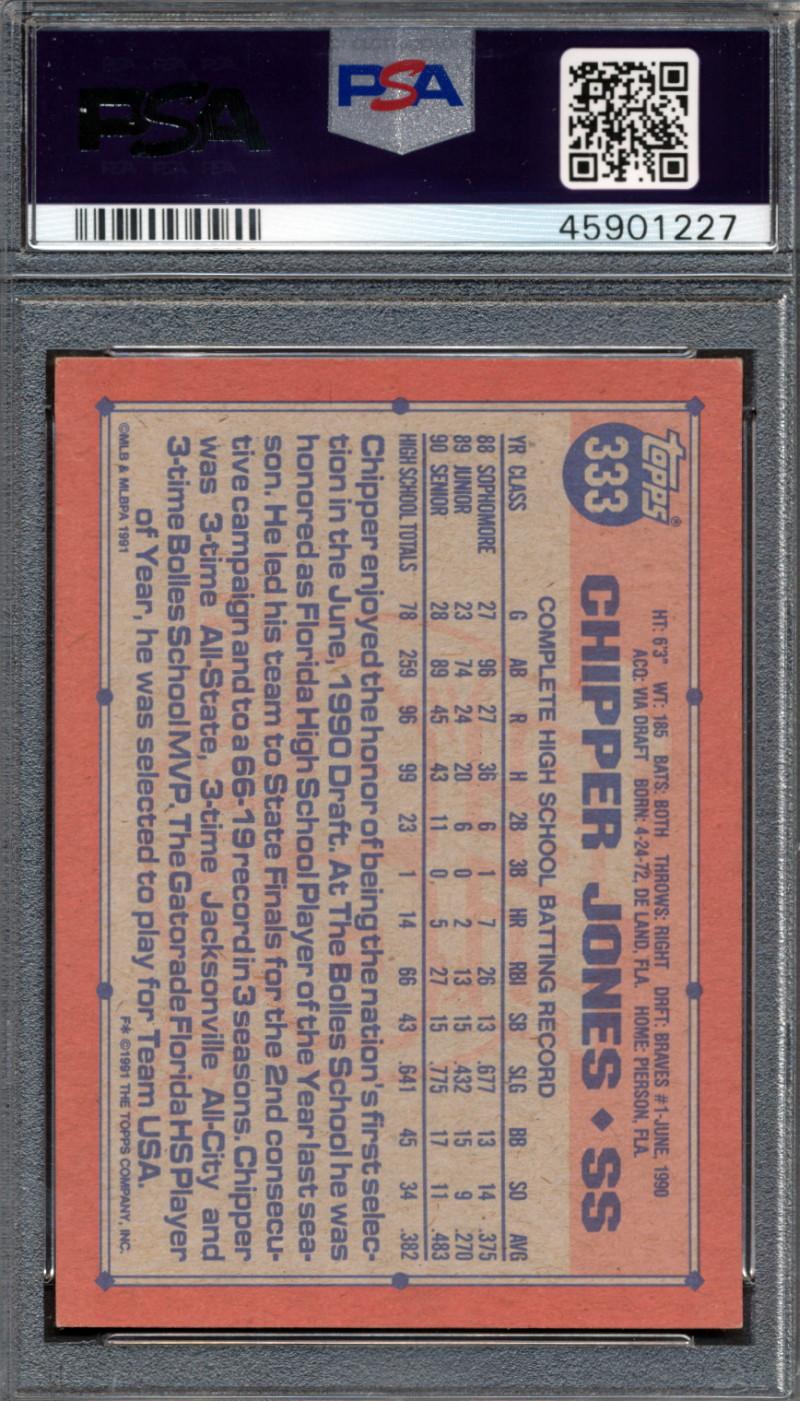 PSA
PSA
45901227
topps®
333
HT: 6'3" WT: 185 BATS: BOTH THROWS: RIGHT DRFT: BRAVES #1-JUNE, 1990
ACQ: VIA DRAFT BORN: 4-24-72, DE LAND, FLA. HOME: PIERSON, FLA.
CHIPPER JONES ♦ SS
COMPLETE HIGH SCHOOL BATTING RECORD
YR CLASS G AB R H 2B 3B HR RBI SB SLG BB SO AVG
88 SOPHOMORE 27 96 27 36 6 1 7 26 13 .677 13 14 .375
89 JUNIOR 23 74 24 20 6 0 2 13 15 .432 15 9 .270
90 SENIOR 28 89 45 43 11 0 5 27 15 .775 17 11 .483
HIGH SCHOOL TOTALS 78 259 96 99 23 1 14 66 43 .641 45 34 .382
Chipper enjoyed the honor of being the nation's first selec-
tion in the June, 1990 Draft. At The Bolles School he was
honored as Florida High School Player of the Year last sea-
son. He led his team to State Finals for the 2nd consecu-
tive campaign and to a 66-19 record in 3 seasons. Chipper
was 3-time All-State, 3-time Jacksonville All-City and
3-time Bolles School MVP. The Gatorade Florida HS Player
of Year, he was selected to play for Team USA.
©MLB & MLBPA 1991
F* ©1991 THE TOPPS COMPANY, INC.